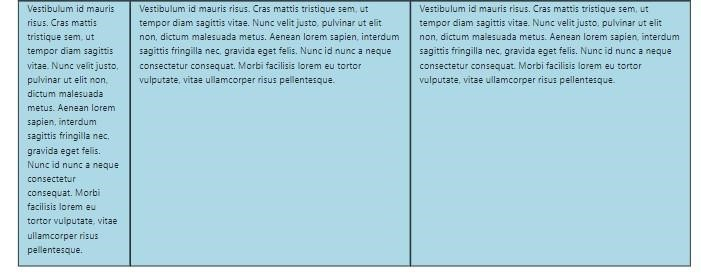 Vestibulum id mauris
risus. Cras mattis
tristique sem, ut
tempor diam sagittis
vitae. Nunc velit justo,
pulvinar ut elit non,
dictum malesuada
metus. Aenean lorem
sapien, interdum
sagittis fringilla nec,
gravida eget felis.
Nunc id nunc a neque
consectetur
consequat. Morbi
facilisis lorem eu
tortor vulputate, vitae
ullamcorper risus
pellentesque.
Vestibulum id mauris risus. Cras mattis tristique sem, ut
tempor diam sagittis vitae. Nunc velit justo, pulvinar ut elit
non, dictum malesuada metus. Aenean lorem sapien, interdum
sagittis fringilla nec, gravida eget felis. Nunc id nunc a neque
consectetur consequat. Morbi facilisis lorem eu tortor
vulputate, vitae ullamcorper risus pellentesque.
Vestibulum id mauris risus. Cras mattis tristique sem, ut
tempor diam sagittis vitae. Nunc velit justo, pulvinar ut elit
non, dictum malesuada metus. Aenean lorem sapien, interdum
sagittis fringilla nec, gravida eget felis. Nunc id nunc a neque
consectetur consequat. Morbi facilisis lorem eu tortor
vulputate, vitae ullamcorper risus pellentesque.